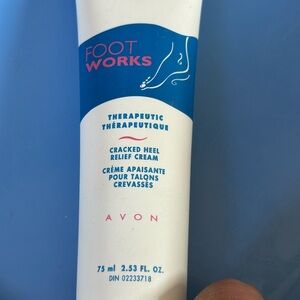 FOOT
WORKS
THERAPEUTIC
THÉRAPEUTIQUE
CRACKED HEEL
RELIEF CREAM
CRÈME APAISANTE
POUR TALONS
CREVASSÉS
AVON
75 ml 2.53 FL. OZ.
DIN 02233718